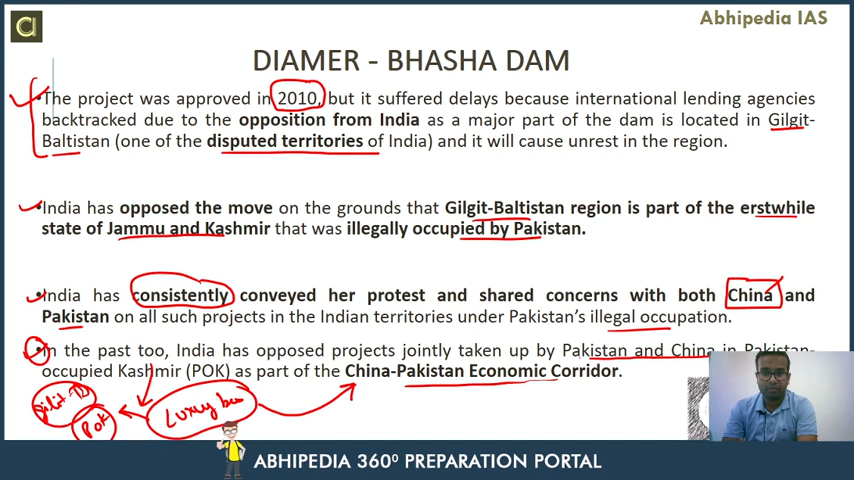 Abhipedia IAS
DIAMER - BHASHA DAM
•The project was approved in 2010, but it suffered delays because international lending agencies
backtracked due to the opposition from India as a major part of the dam is located in Gilgit-
Baltistan (one of the disputed territories of India) and it will cause unrest in the region.
•India has opposed the move on the grounds that Gilgit-Baltistan region is part of the erstwhile
state of Jammu and Kashmir that was illegally occupied by Pakistan.
•India has consistently conveyed her protest and shared concerns with both China and
Pakistan on all such projects in the Indian territories under Pakistan's illegal occupation.
•In the past too, India has opposed projects jointly taken up by Pakistan and China in Pakistan-
occupied Kashmir (POK) as part of the China-Pakistan Economic Corridor.
Luxury bus
POK
ABHIPEDIA 360⁰ PREPARATION PORTAL